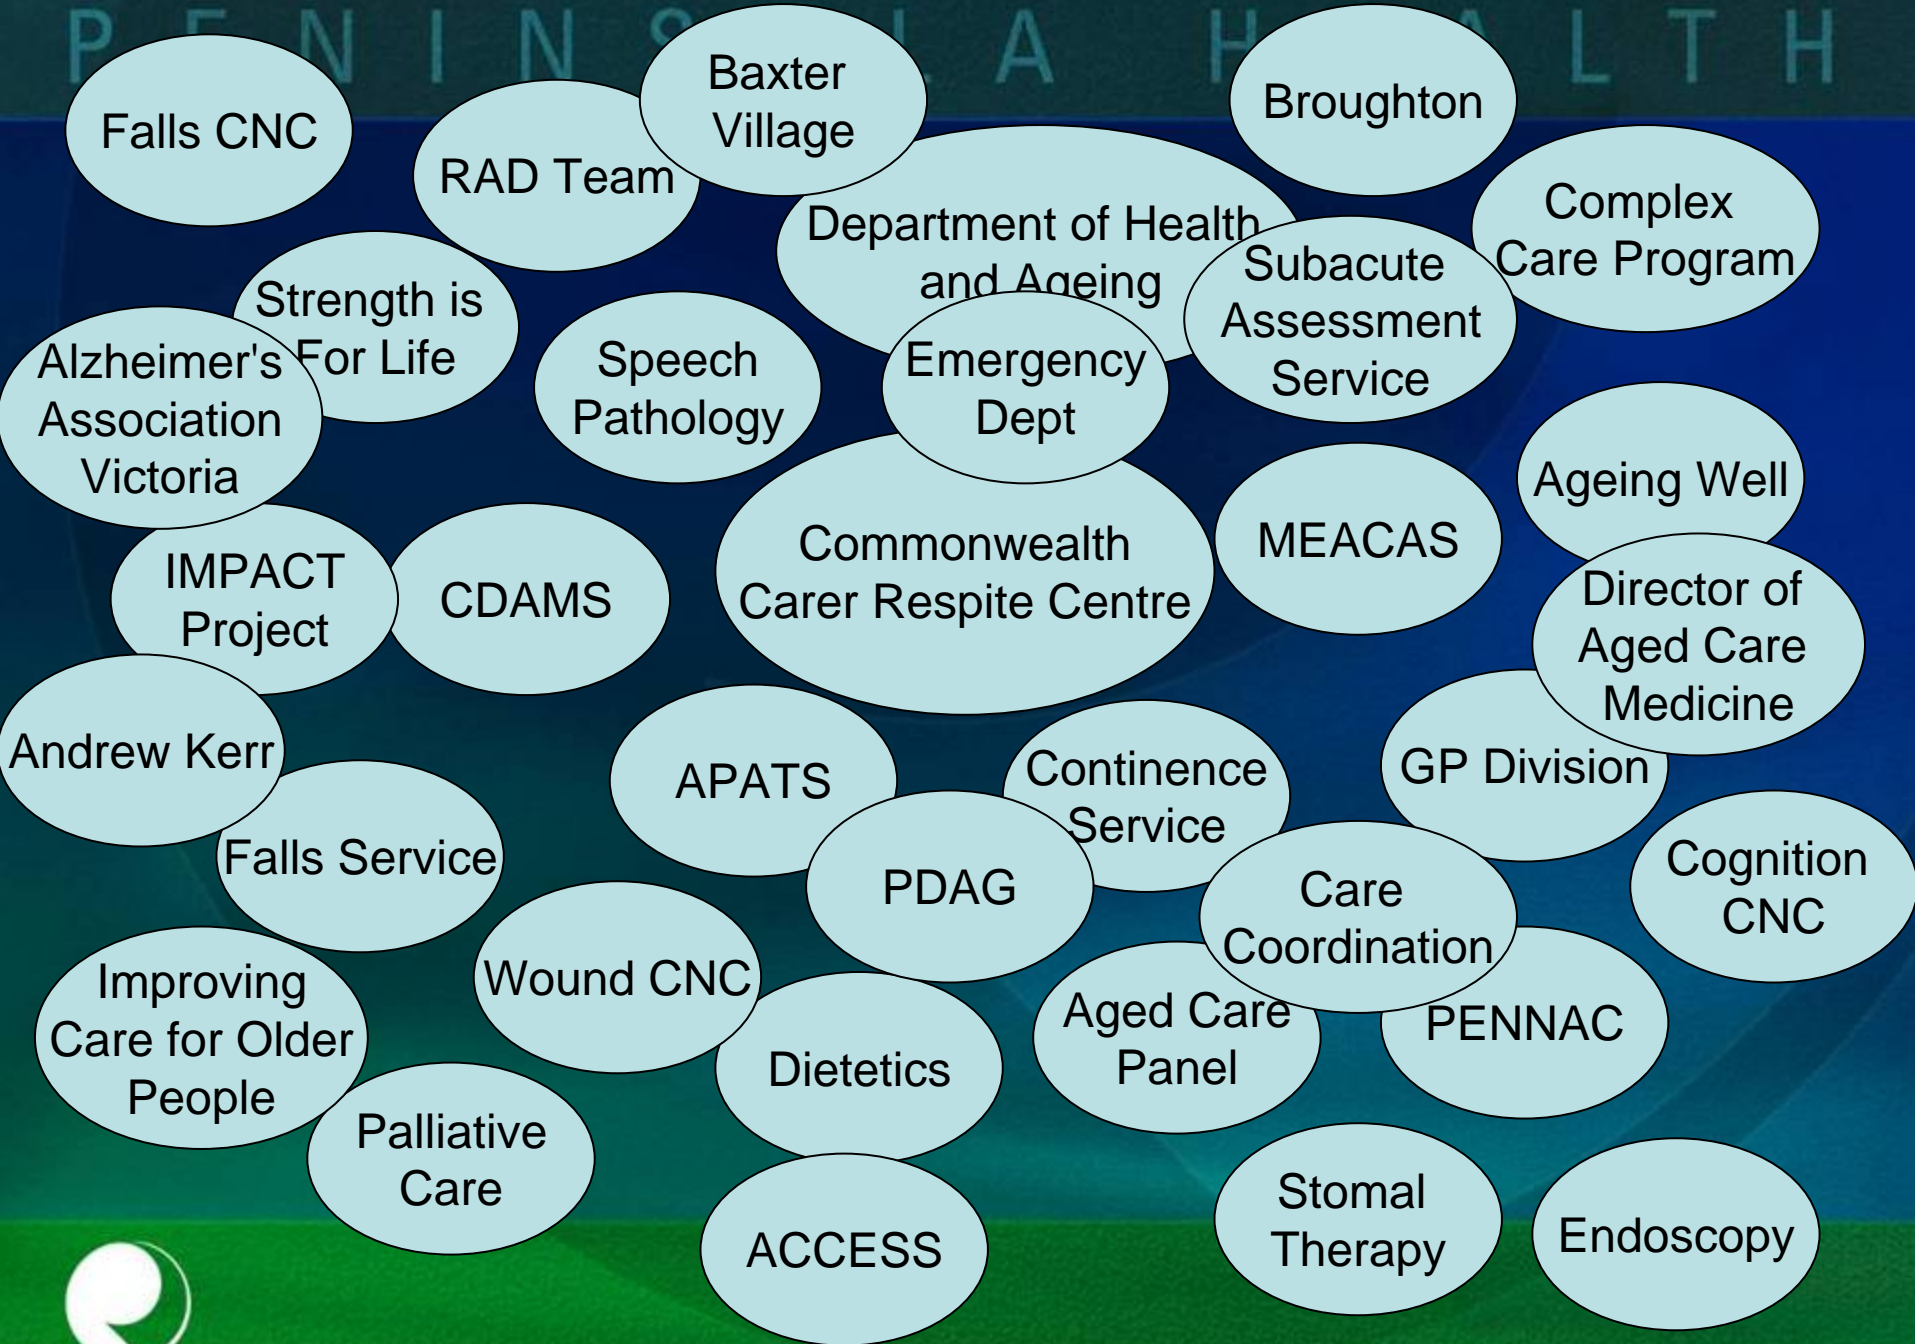 PENINSULA HEALTH
Falls CNC
RAD Team
Baxter
Village
Broughton
Department of Health
and Ageing
Complex
Care Program
Strength is
For Life
Alzheimer's
Association
Victoria
Speech
Pathology
Emergency
Dept
Subacute
Assessment
Service
Ageing Well
IMPACT
Project
CDAMS
Commonwealth
Carer Respite Centre
MEACAS
Director of
Aged Care
Medicine
Andrew Kerr
Falls Service
APATS
Continence
Service
GP Division
PDAG
Care
Coordination
Cognition
CNC
Improving
Care for Older
People
Wound CNC
Dietetics
Aged Care
Panel
PENNAC
Palliative
Care
ACCESS
Stomal
Therapy
Endoscopy